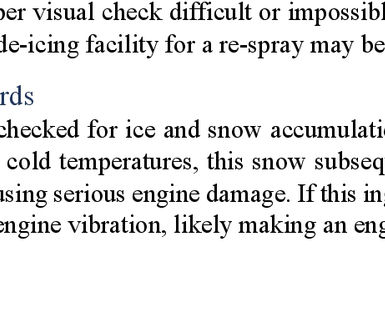 per visual check difficult or impossibl
de-icing facility for a re-spray may be
rds
checked for ice and snow accumulati
cold temperatures, this snow subseq
using serious engine damage. If this ing
engine vibration, likely making an eng